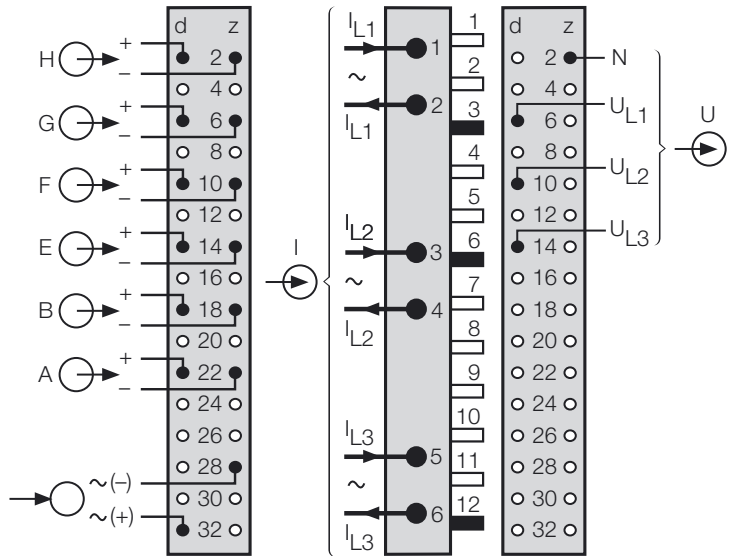 d z
H + − 2
4
G + − 6
8
F + − 10
12
E + − 14
16
B + − 18
20
A + − 22
24
26
~(−) 28
30
~(+) 32
I
IL1 1
~
IL1 2
IL2 3
~
IL2 4
IL3 5
~
IL3 6
1
2
3
4
5
6
7
8
9
10
11
12
d z
2 N
4
6 UL1
8
10 UL2
12
14 UL3
16
18
20
22
24
26
28
30
32
U